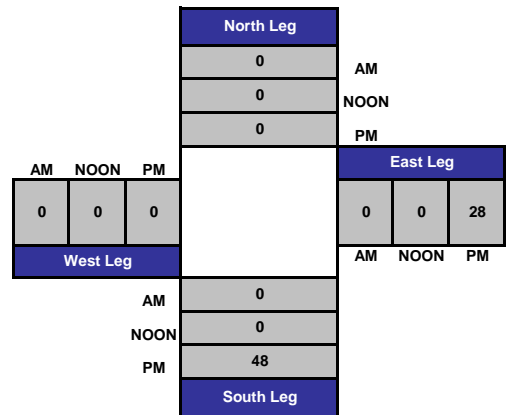 North Leg
0
AM
0
NOON
0
PM
East Leg
AM NOON PM
0 0 0
0 0 28
West Leg
AM NOON PM
AM
0
NOON
0
PM
48
South Leg